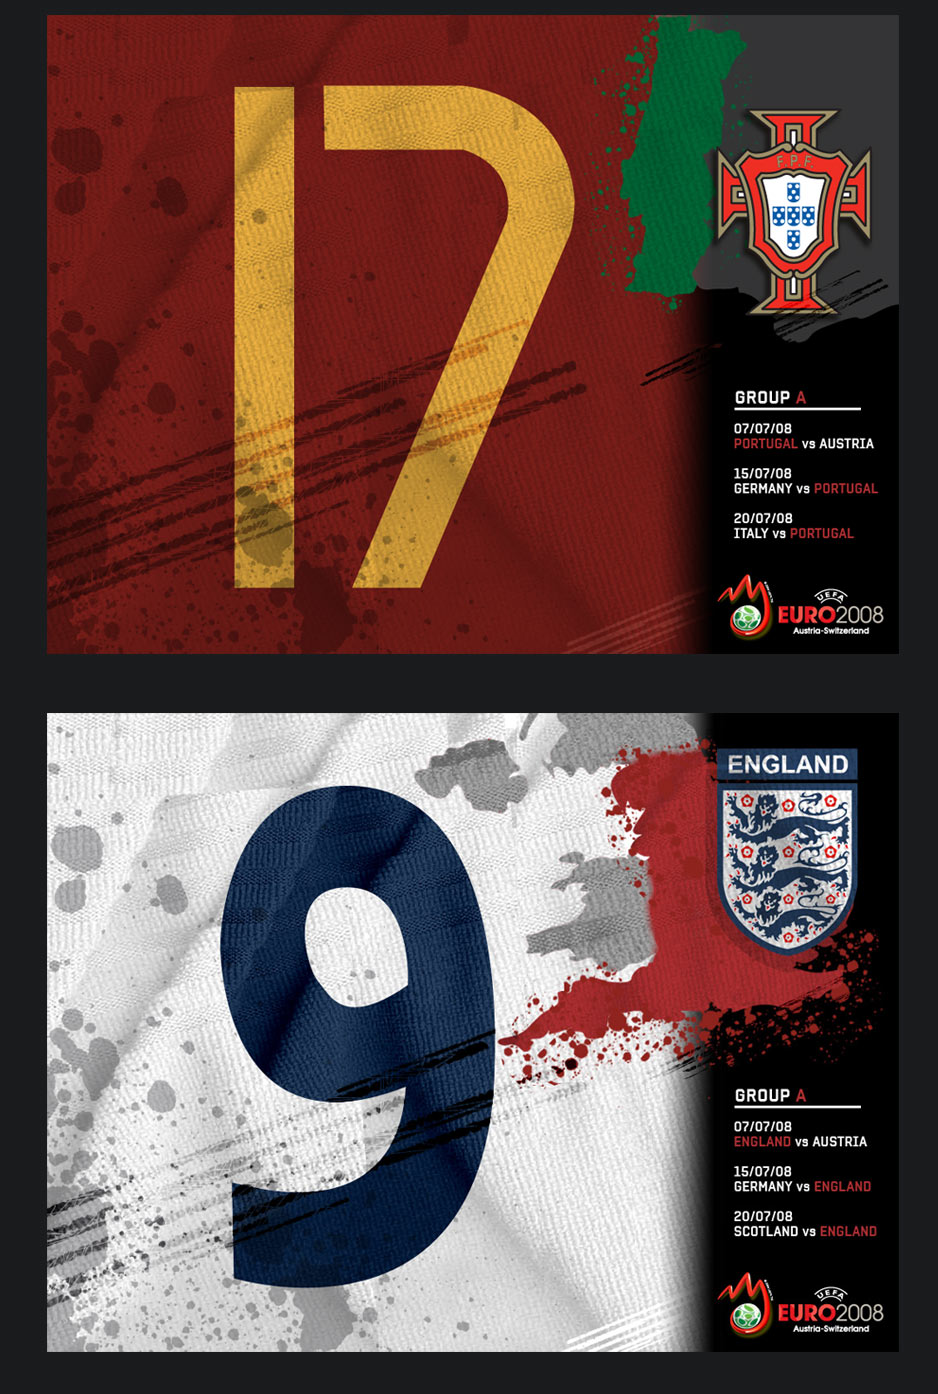 17
F.P.F.
GROUP A
07/07/08
PORTUGAL vs AUSTRIA
15/07/08
GERMANY vs PORTUGAL
20/07/08
ITALY vs PORTUGAL
UEFA
EURO2008
Austria-Switzerland
9
ENGLAND
GROUP A
07/07/08
ENGLAND vs AUSTRIA
15/07/08
GERMANY vs ENGLAND
20/07/08
SCOTLAND vs ENGLAND
UEFA
EURO2008
Austria-Switzerland